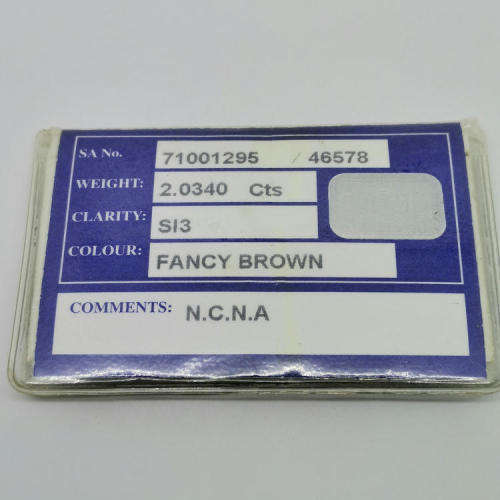 SA No. 71001295 / 46578
WEIGHT: 2.0340 Cts
CLARITY: SI3
COLOUR: FANCY BROWN
COMMENTS: N.C.N.A